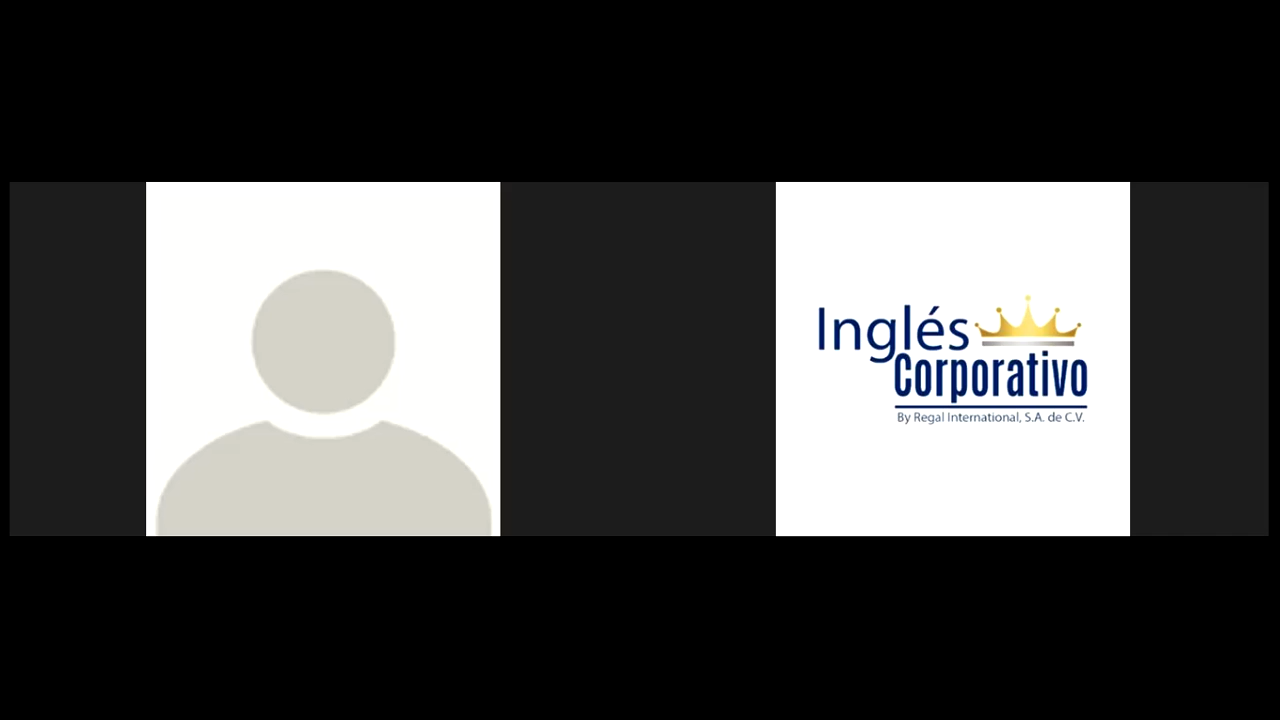 Inglés
Corporativo
By Regal International, S.A. de C.V.